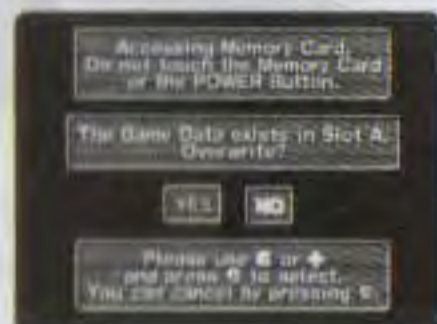 Accessing Memory Card.
Do not touch the Memory Card
or the POWER Button.
The Game Data exists in Slot A.
Overwrite?
YES NO
Please use or
and press to select.
You can cancel by pressing